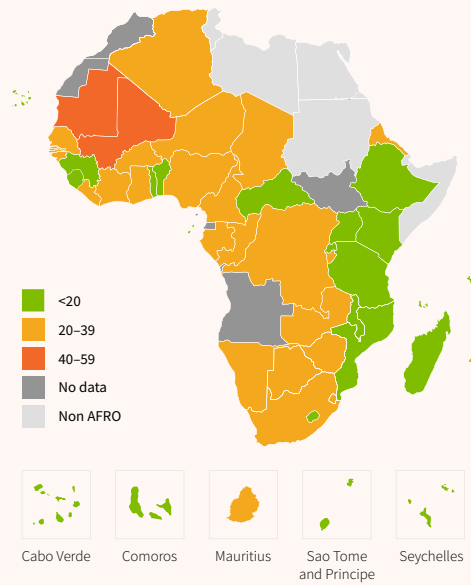 <20
20–39
40–59
No data
Non AFRO
Cabo Verde
Comoros
Mauritius
Sao Tome
and Principe
Seychelles